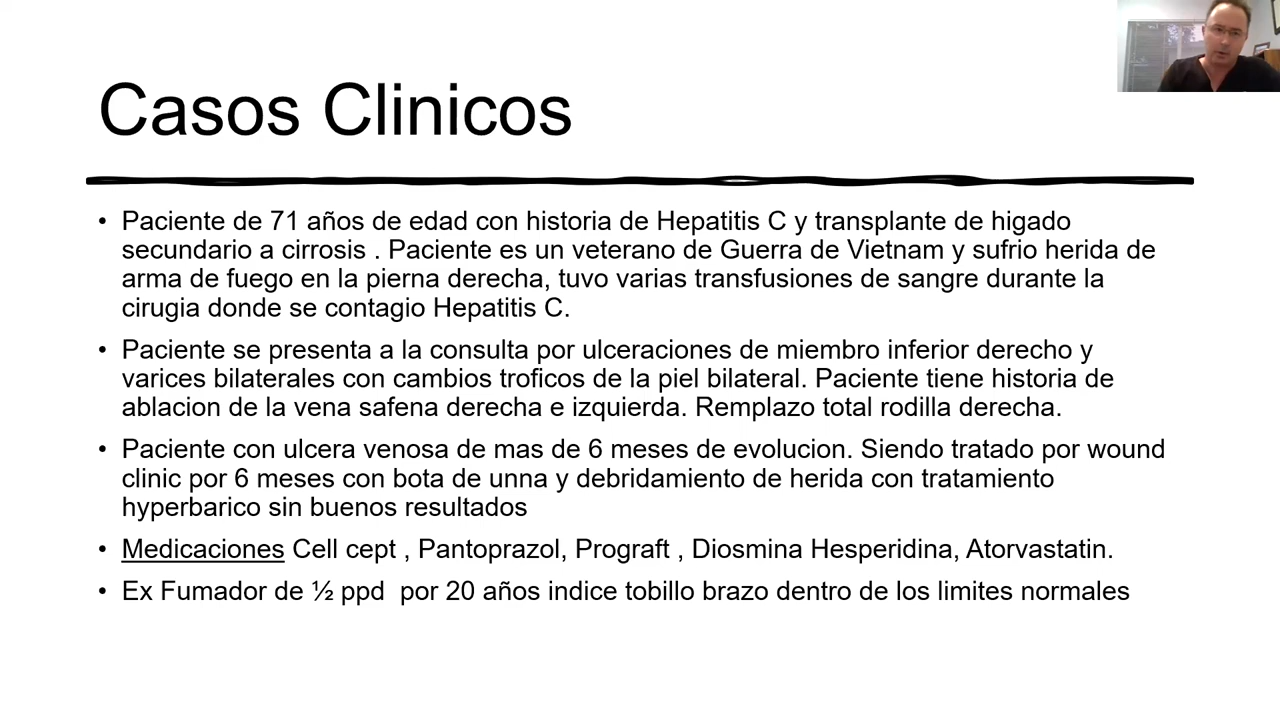 Casos Clinicos
• Paciente de 71 años de edad con historia de Hepatitis C y transplante de higado
secundario a cirrosis . Paciente es un veterano de Guerra de Vietnam y sufrio herida de
arma de fuego en la pierna derecha, tuvo varias transfusiones de sangre durante la
cirugia donde se contagio Hepatitis C.
• Paciente se presenta a la consulta por ulceraciones de miembro inferior derecho y
varices bilaterales con cambios troficos de la piel bilateral. Paciente tiene historia de
ablacion de la vena safena derecha e izquierda. Remplazo total rodilla derecha.
• Paciente con ulcera venosa de mas de 6 meses de evolucion. Siendo tratado por wound
clinic por 6 meses con bota de unna y debridamiento de herida con tratamiento
hyperbarico sin buenos resultados
• Medicaciones Cell cept , Pantoprazol, Prograft , Diosmina Hesperidina, Atorvastatin.
• Ex Fumador de ½ ppd  por 20 años indice tobillo brazo dentro de los limites normales